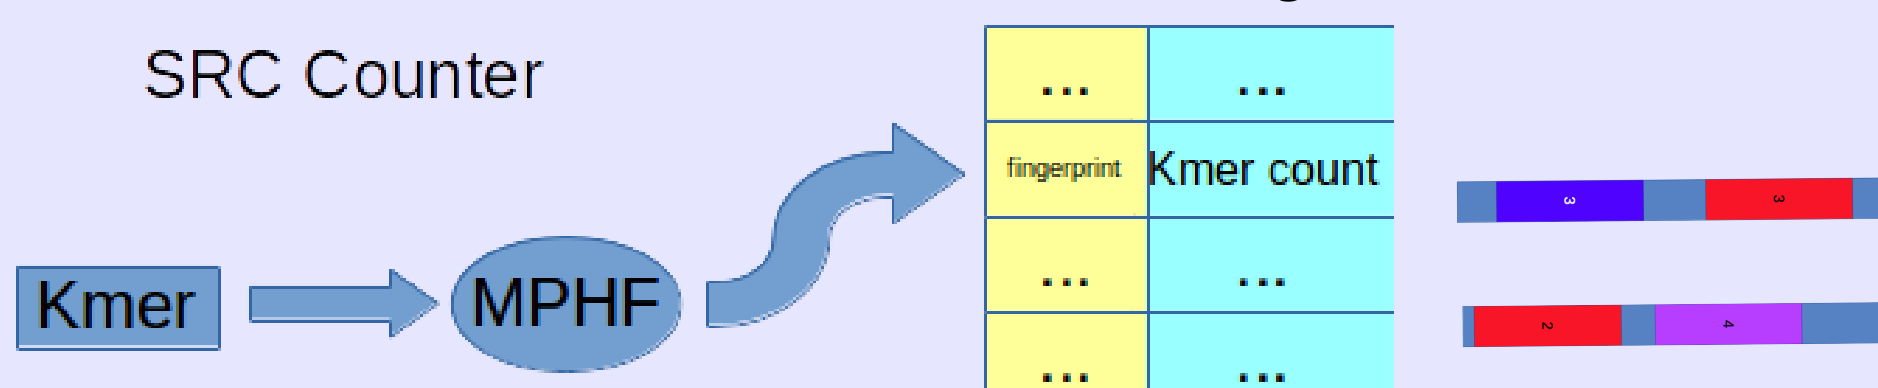 SRC Counter
... ...
fingerprint Kmer count
... ...
... ...
Kmer
MPHF
3 3
2 4